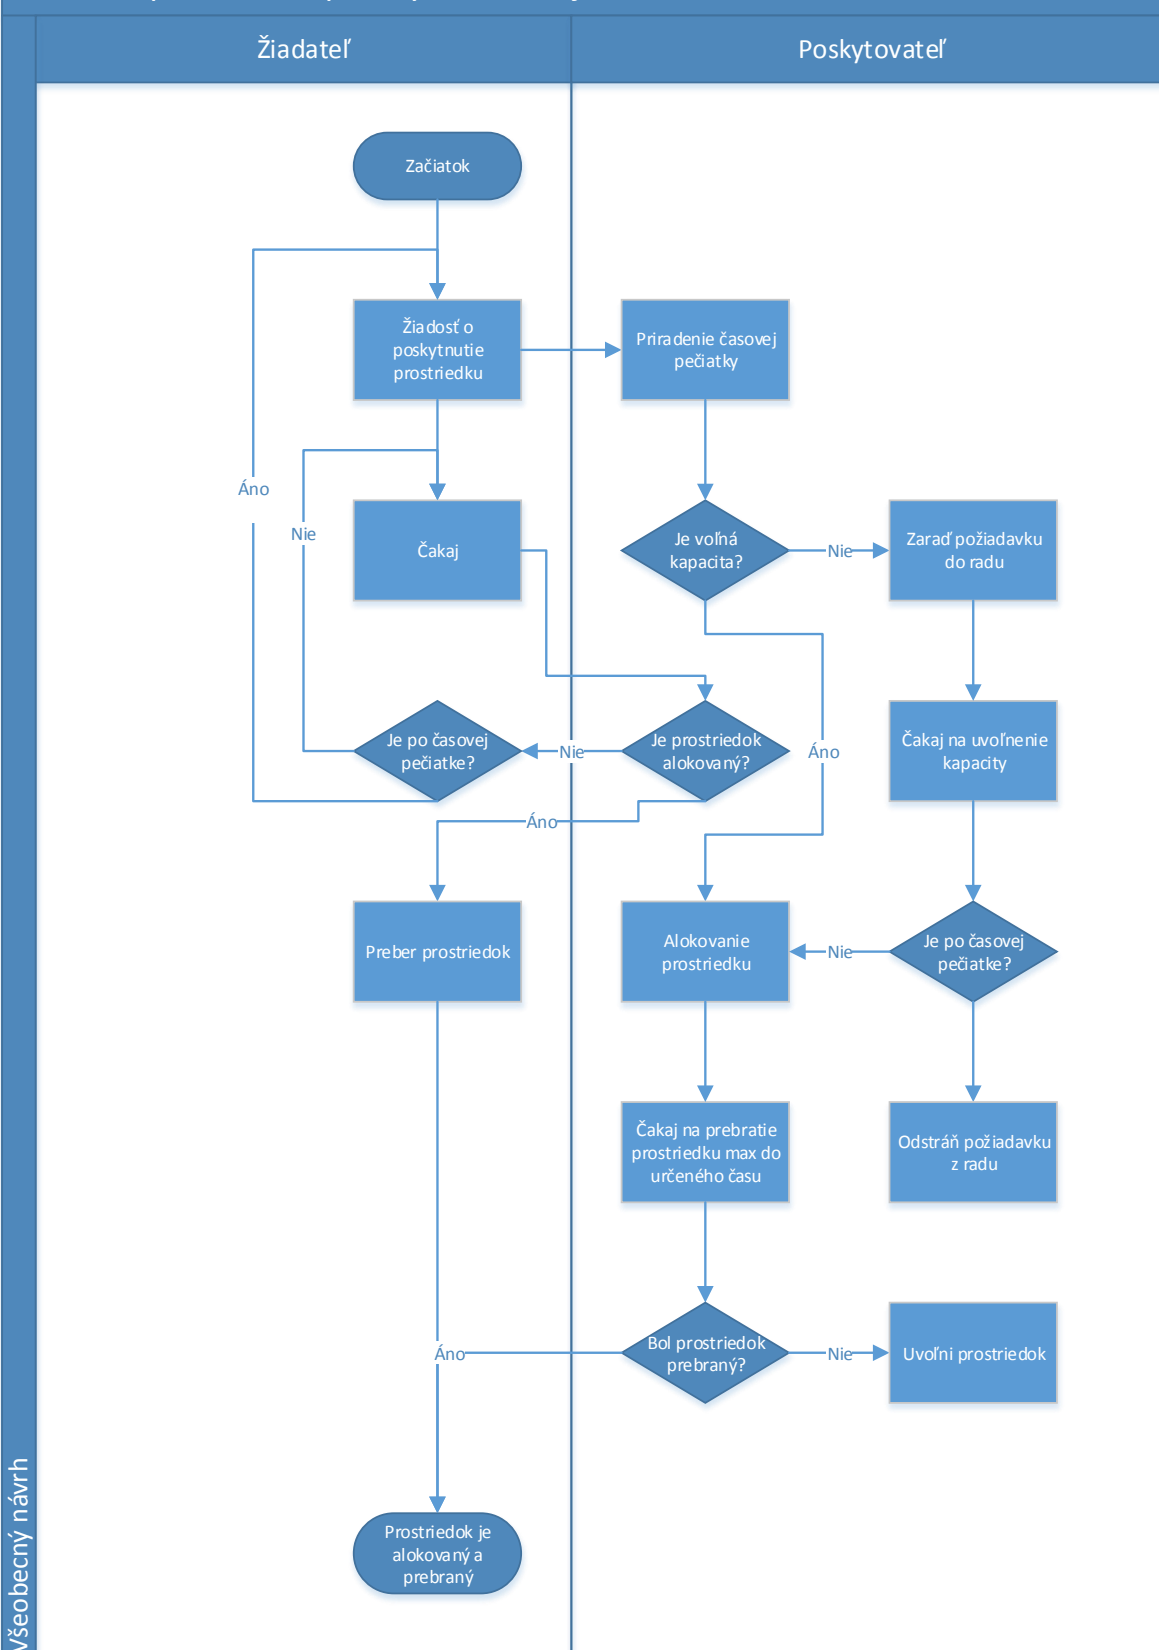 Žiadateľ
Poskytovateľ
Začiatok
Žiadosť o
poskytnutie
prostriedku
Priradenie časovej
pečiatky
Áno
Nie
Čakaj
Je voľná
kapacita?
Nie
Zaraď požiadavku
do radu
Je po časovej
pečiatke?
Nie
Je prostriedok
alokovaný?
Áno
Čakaj na uvoľnenie
kapacity
Áno
Preber prostriedok
Alokovanie
prostriedku
Nie
Je po časovej
pečiatke?
Čakaj na prebratie
prostriedku max do
určeného času
Odstráň požiadavku
z radu
Áno
Bol prostriedok
prebraný?
Nie
Uvoľni prostriedok
Prostriedok je
alokovaný a
prebraný
Všeobecný návrh